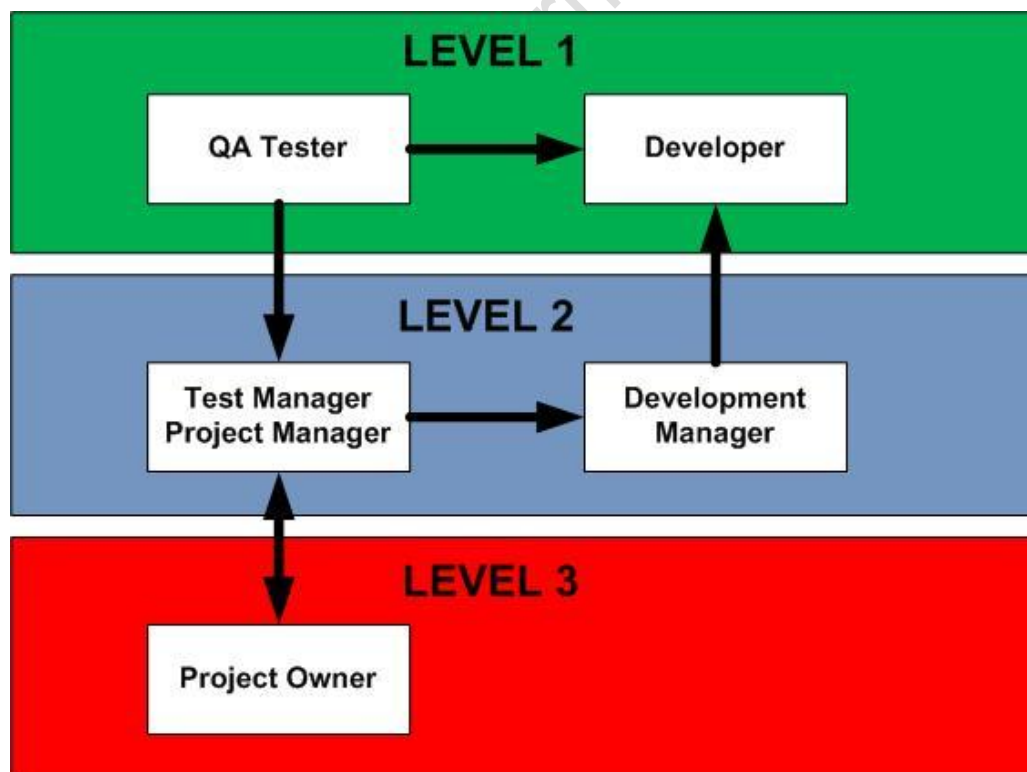 LEVEL 1
QA Tester
Developer
LEVEL 2
Test Manager
Project Manager
Development
Manager
LEVEL 3
Project Owner